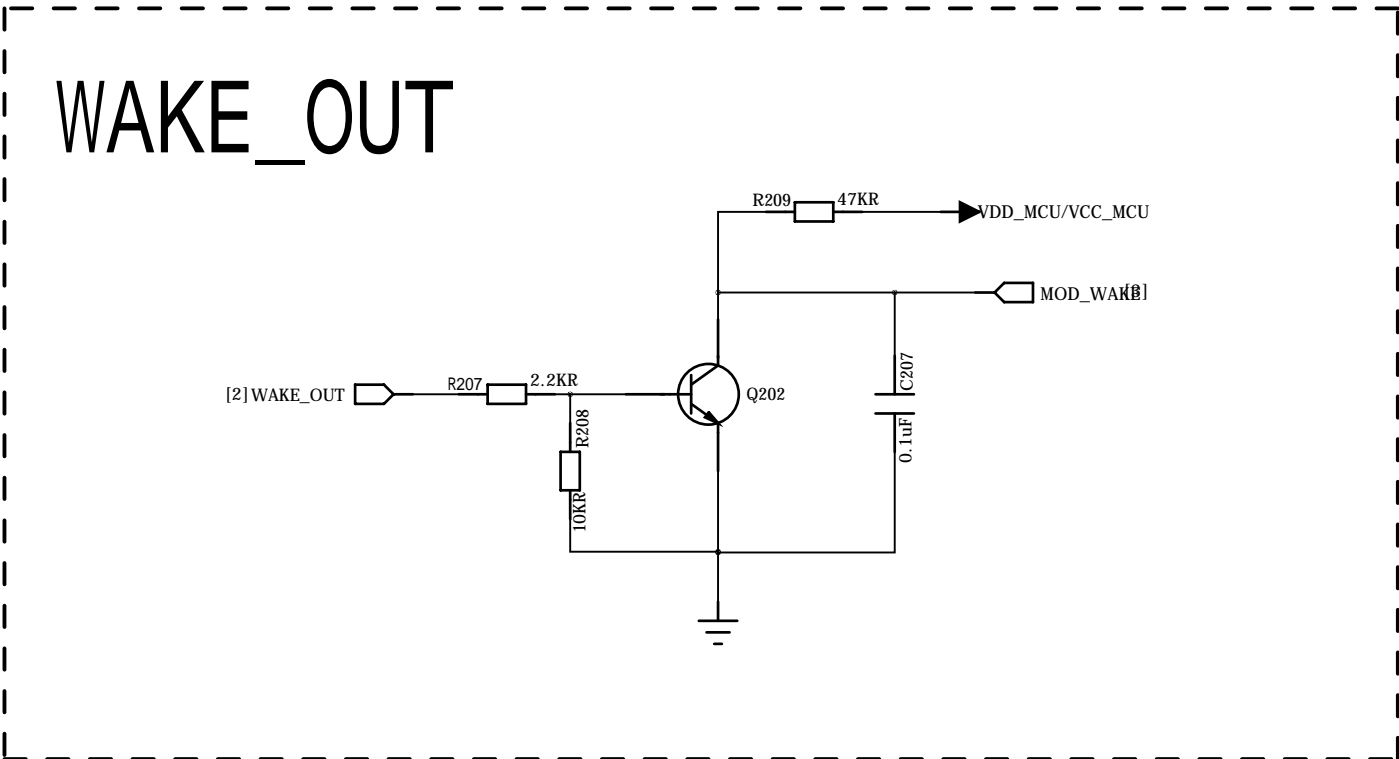 WAKE_OUT
R209 47KR
VDD_MCU/VCC_MCU
MOD_WAKE
C207
0.1uF
[2] WAKE_OUT
R207 2.2KR
R208
10KR
Q202